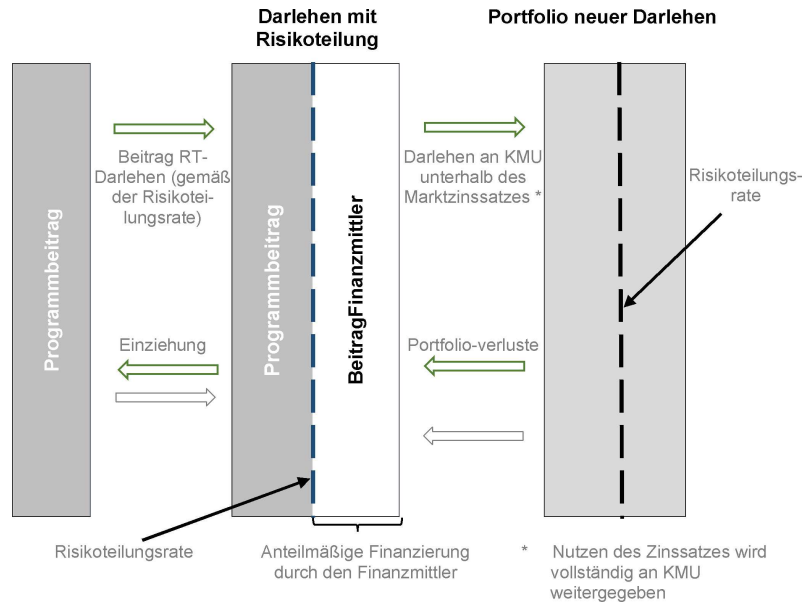 Darlehen mit
Risikoteilung
Portfolio neuer Darlehen
Programmbeitrag
Beitrag RT-
Darlehen (gemäß
der Risikotei-
lungsrate)
Einziehung
Programmbeitrag
BeitragFinanzmittler
Darlehen an KMU
unterhalb des
Marktzinssatzes *
Portfolio-verluste
Risikoteilungs-
rate
Risikoteilungsrate
Anteilmäßige Finanzierung
durch den Finanzmittler
* Nutzen des Zinssatzes wird
vollständig an KMU
weitergegeben